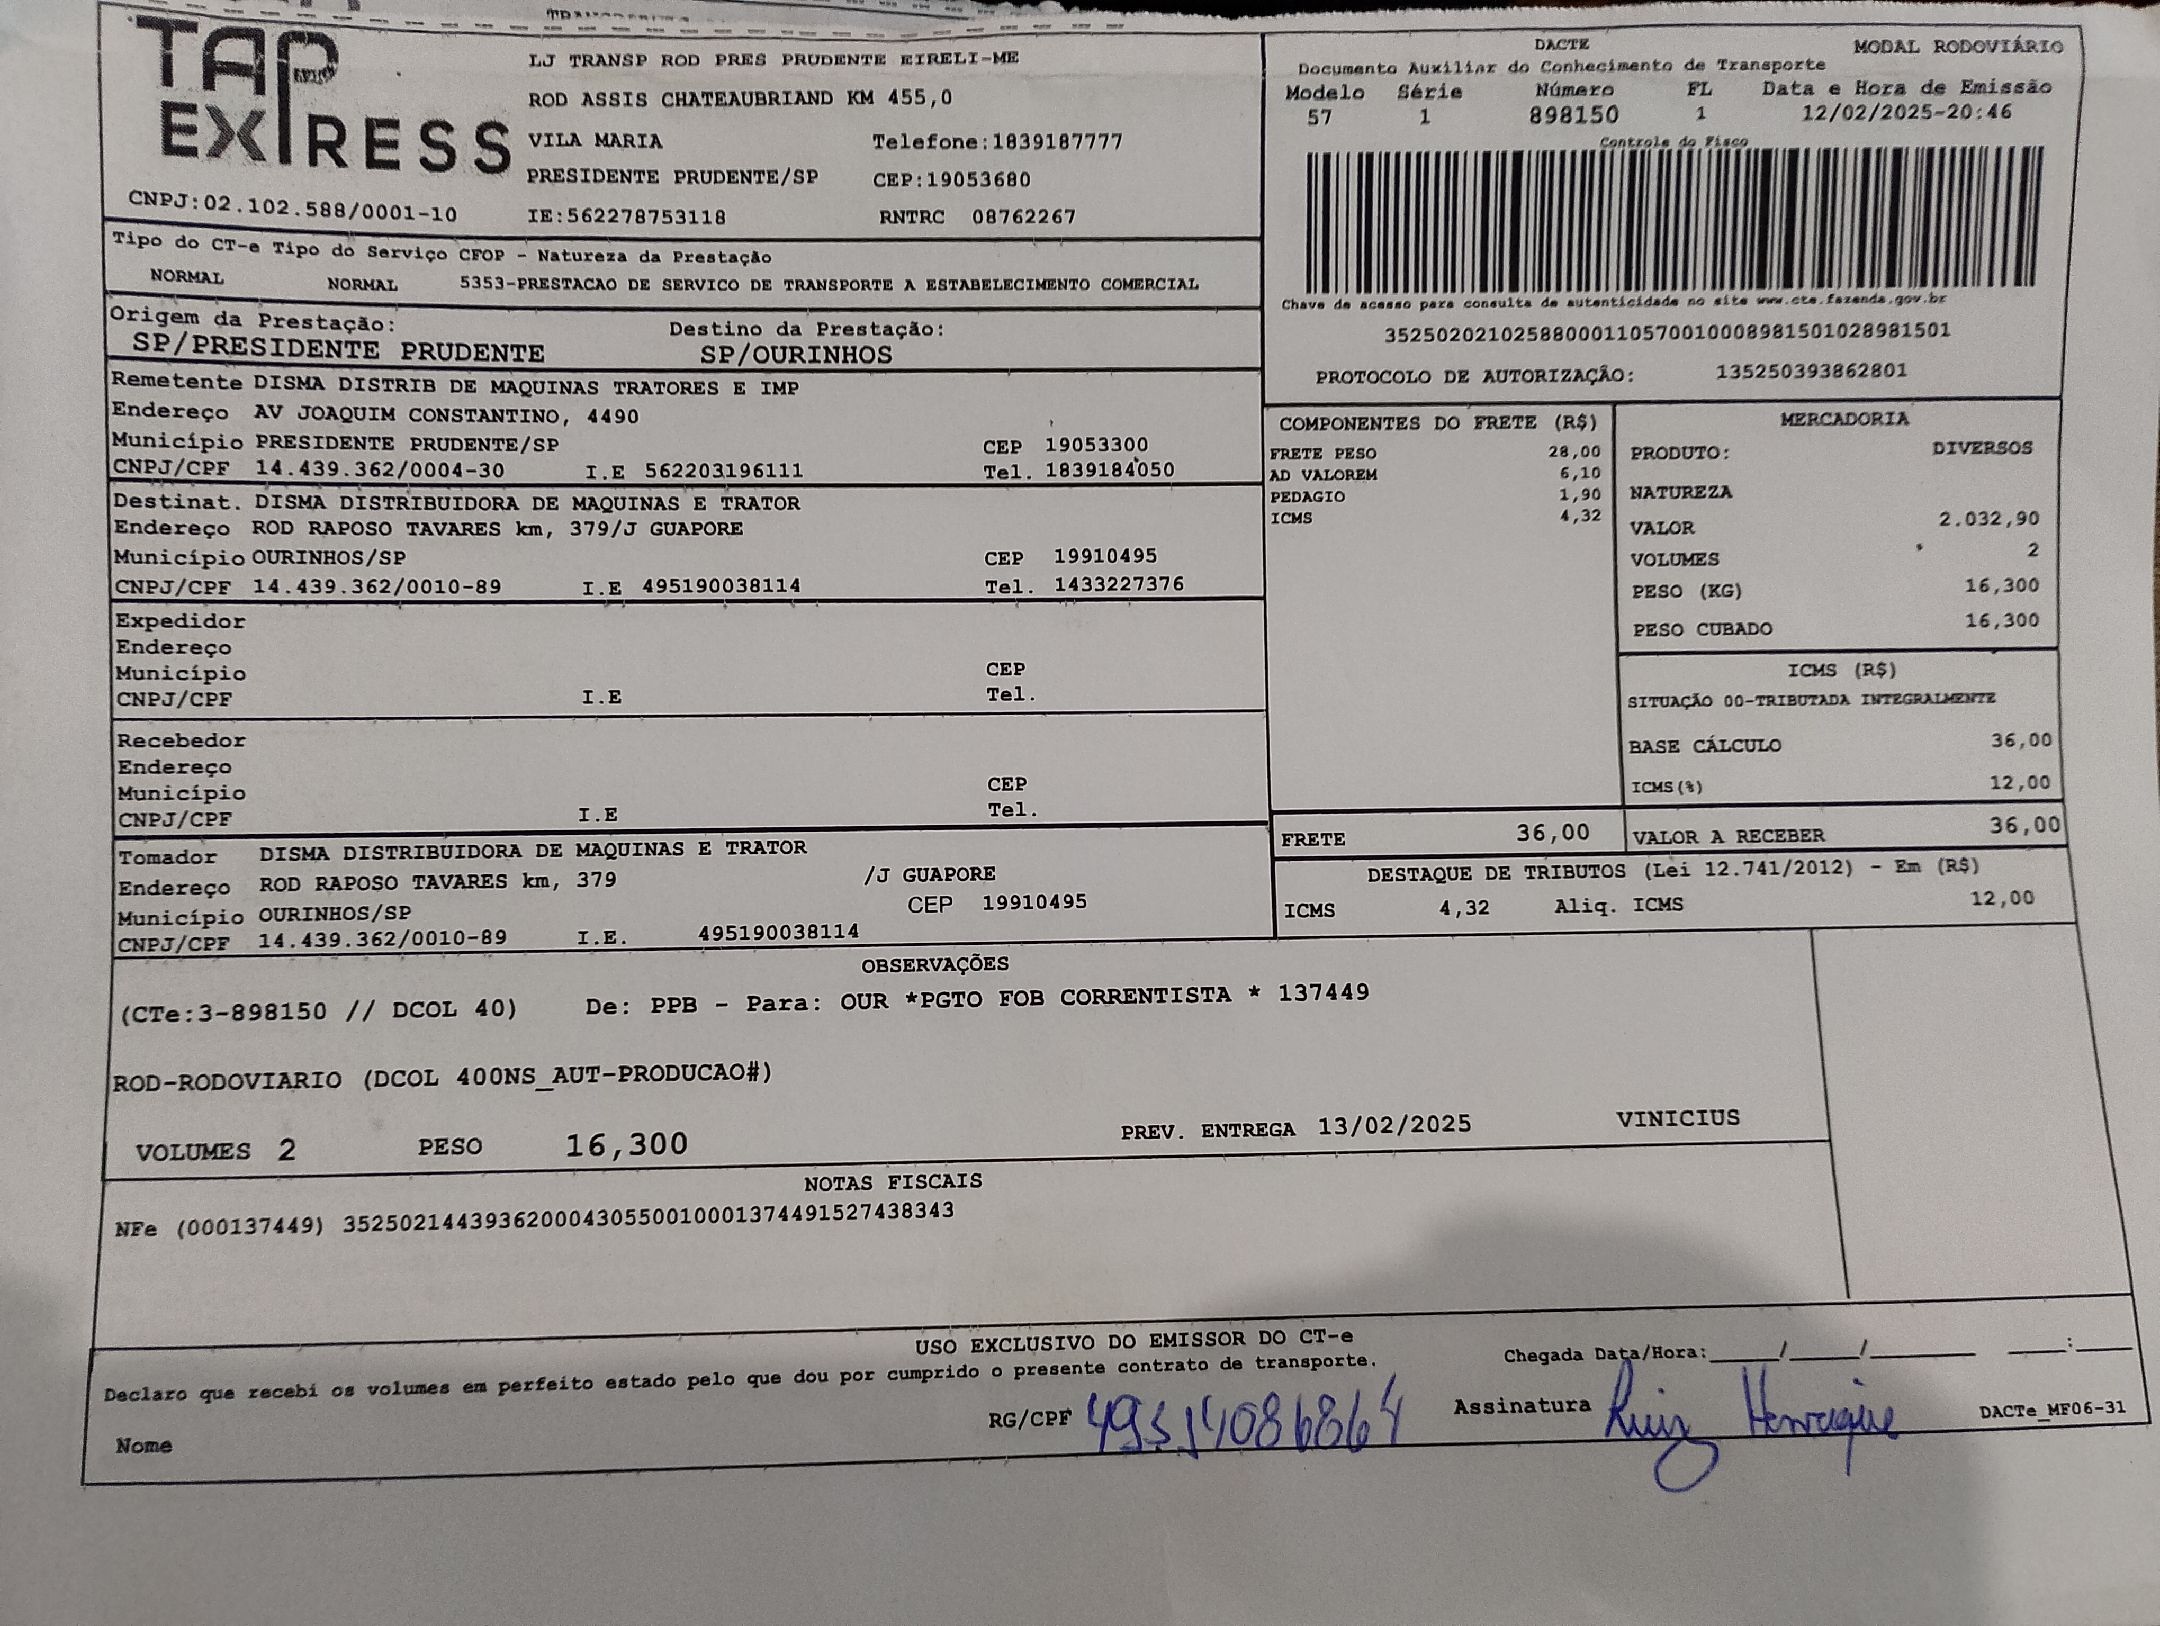 TAP EXPRESS
CNPJ:02.102.588/0001-10
LJ TRANSP ROD PRES PRUDENTE EIRELI-ME
ROD ASSIS CHATEAUBRIAND KM 455,0
VILA MARIA Telefone:1839187777
PRESIDENTE PRUDENTE/SP CEP:19053680
IE:562278753118 RNTRC 08762267
DACTE MODAL RODOVIÁRIO
Documento Auxiliar do Conhecimento de Transporte
Modelo Série Número FL Data e Hora de Emissão
57 1 898150 1 12/02/2025-20:46
Controle do Fisco
Chave de acesso para consulta de autenticidade no site www.cte.fazenda.gov.br
35250202102588000110570010008981501028981501
PROTOCOLO DE AUTORIZAÇÃO: 135250393862801
Tipo do CT-e Tipo do Serviço CFOP - Natureza da Prestação
NORMAL NORMAL 5353-PRESTACAO DE SERVICO DE TRANSPORTE A ESTABELECIMENTO COMERCIAL
Origem da Prestação: Destino da Prestação:
SP/PRESIDENTE PRUDENTE SP/OURINHOS
Remetente DISMA DISTRIB DE MAQUINAS TRATORES E IMP
Endereço AV JOAQUIM CONSTANTINO, 4490
Município PRESIDENTE PRUDENTE/SP CEP 19053300
CNPJ/CPF 14.439.362/0004-30 I.E 562203196111 Tel. 1839184050
Destinat. DISMA DISTRIBUIDORA DE MAQUINAS E TRATOR
Endereço ROD RAPOSO TAVARES km, 379/J GUAPORE
Município OURINHOS/SP CEP 19910495
CNPJ/CPF 14.439.362/0010-89 I.E 495190038114 Tel. 1433227376
Expedidor
Endereço
Município CEP
CNPJ/CPF I.E Tel.
Recebedor
Endereço
Município CEP
CNPJ/CPF I.E Tel.
Tomador DISMA DISTRIBUIDORA DE MAQUINAS E TRATOR
Endereço ROD RAPOSO TAVARES km, 379 /J GUAPORE
Município OURINHOS/SP CEP 19910495
CNPJ/CPF 14.439.362/0010-89 I.E. 495190038114
COMPONENTES DO FRETE (R$)
FRETE PESO 28,00
AD VALOREM 6,10
PEDAGIO 1,90
ICMS 4,32
MERCADORIA
PRODUTO: DIVERSOS
NATUREZA
VALOR 2.032,90
VOLUMES 2
PESO (KG) 16,300
PESO CUBADO 16,300
ICMS (R$)
SITUAÇÃO 00-TRIBUTADA INTEGRALMENTE
BASE CÁLCULO 36,00
ICMS(%) 12,00
FRETE 36,00 VALOR A RECEBER 36,00
DESTAQUE DE TRIBUTOS (Lei 12.741/2012) - Em (R$)
ICMS 4,32 Aliq. ICMS 12,00
OBSERVAÇÕES
(CTe:3-898150 // DCOL 40) De: PPB - Para: OUR *PGTO FOB CORRENTISTA * 137449
ROD-RODOVIARIO (DCOL 400NS_AUT-PRODUCAO#)
VOLUMES 2 PESO 16,300 PREV. ENTREGA 13/02/2025 VINICIUS
NOTAS FISCAIS
NFe (000137449) 35250214439362000430550010001374491527438343
USO EXCLUSIVO DO EMISSOR DO CT-e
Declaro que recebi os volumes em perfeito estado pelo que dou por cumprido o presente contrato de transporte. Chegada Data/Hora:____/____/______ ___:___
Nome RG/CPF Assinatura Ruiz Henrique DACTe_MF06-31